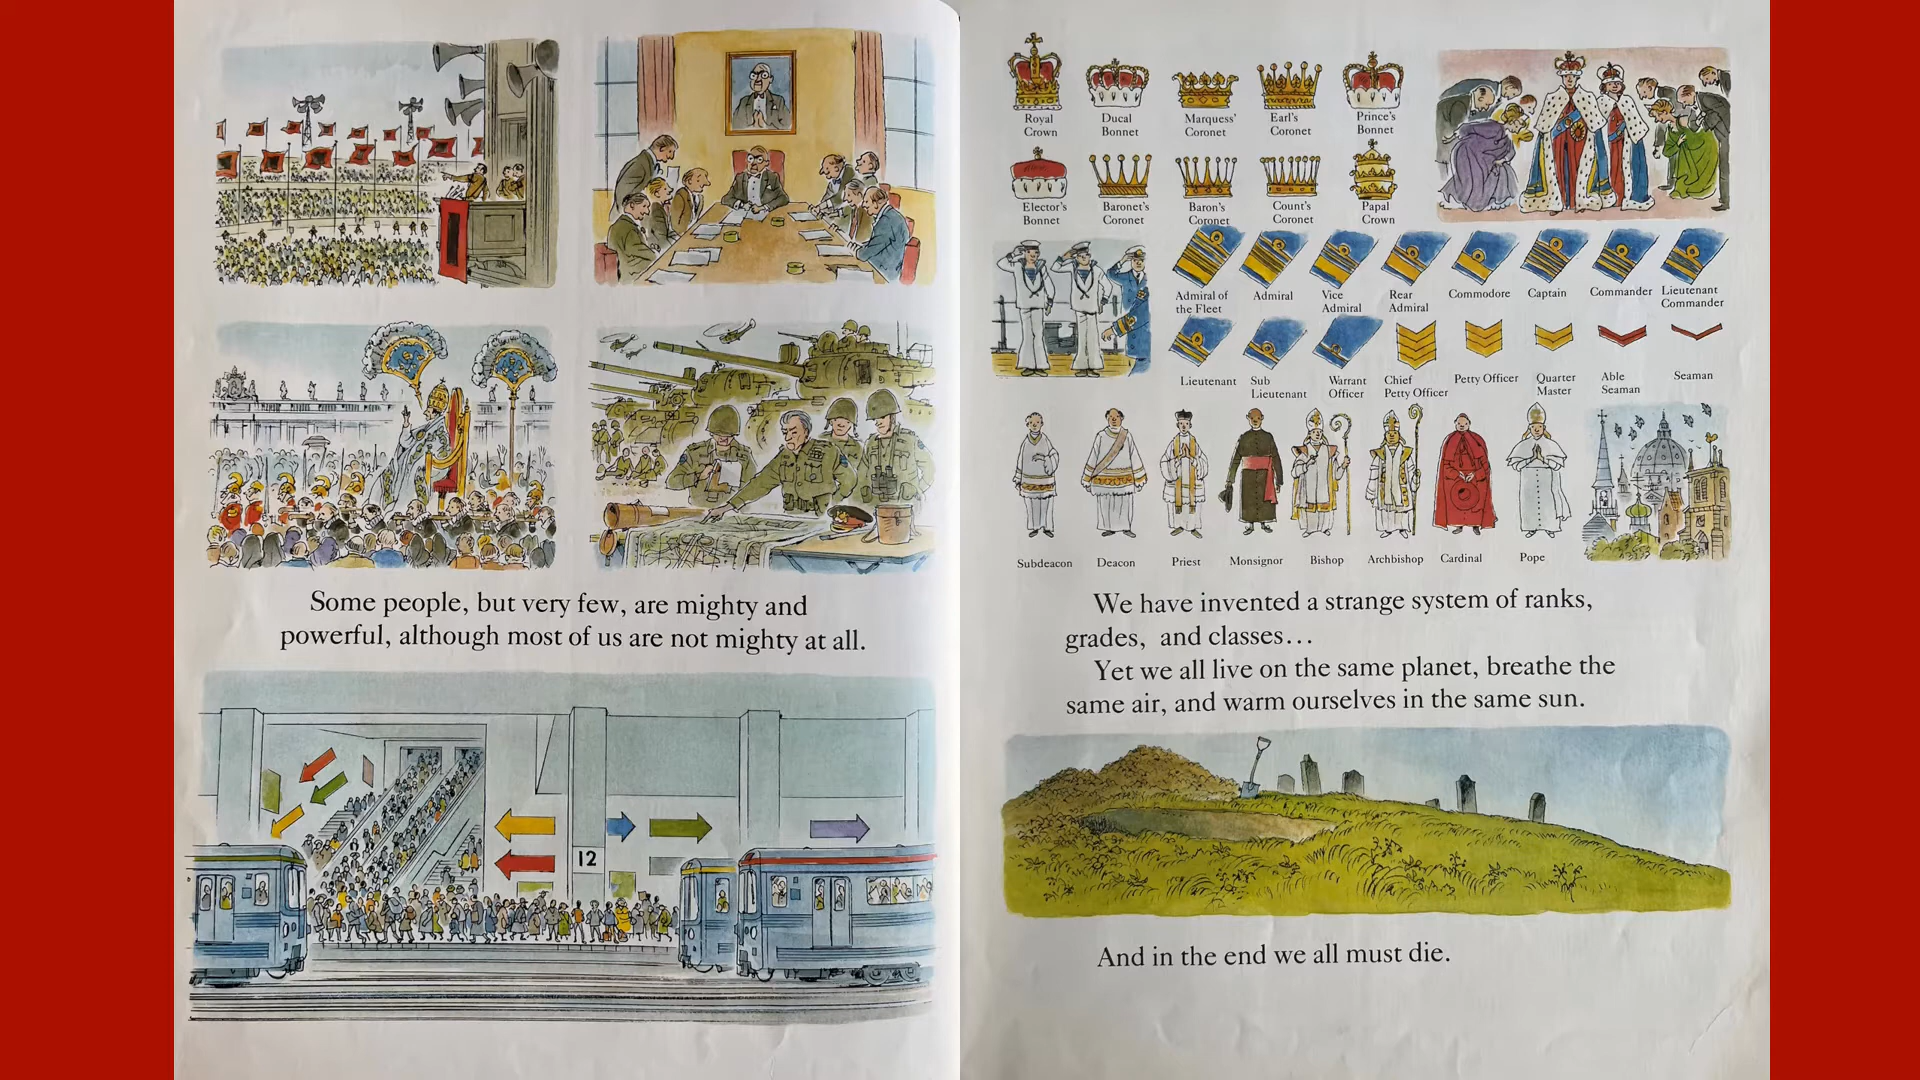 Some people, but very few, are mighty and
powerful, although most of us are not mighty at all.
12
Royal
Crown
Ducal
Bonnet
Marquess'
Coronet
Earl's
Coronet
Prince's
Bonnet
Elector's
Bonnet
Baronet's
Coronet
Baron's
Coronet
Count's
Coronet
Papal
Crown
Admiral of
the Fleet
Admiral
Vice
Admiral
Rear
Admiral
Commodore
Captain
Commander
Lieutenant
Commander
Lieutenant
Sub
Lieutenant
Warrant
Officer
Chief
Petty Officer
Petty Officer
Quarter
Master
Able
Seaman
Seaman
Subdeacon
Deacon
Priest
Monsignor
Bishop
Archbishop
Cardinal
Pope
We have invented a strange system of ranks,
grades, and classes...
Yet we all live on the same planet, breathe the
same air, and warm ourselves in the same sun.
And in the end we all must die.